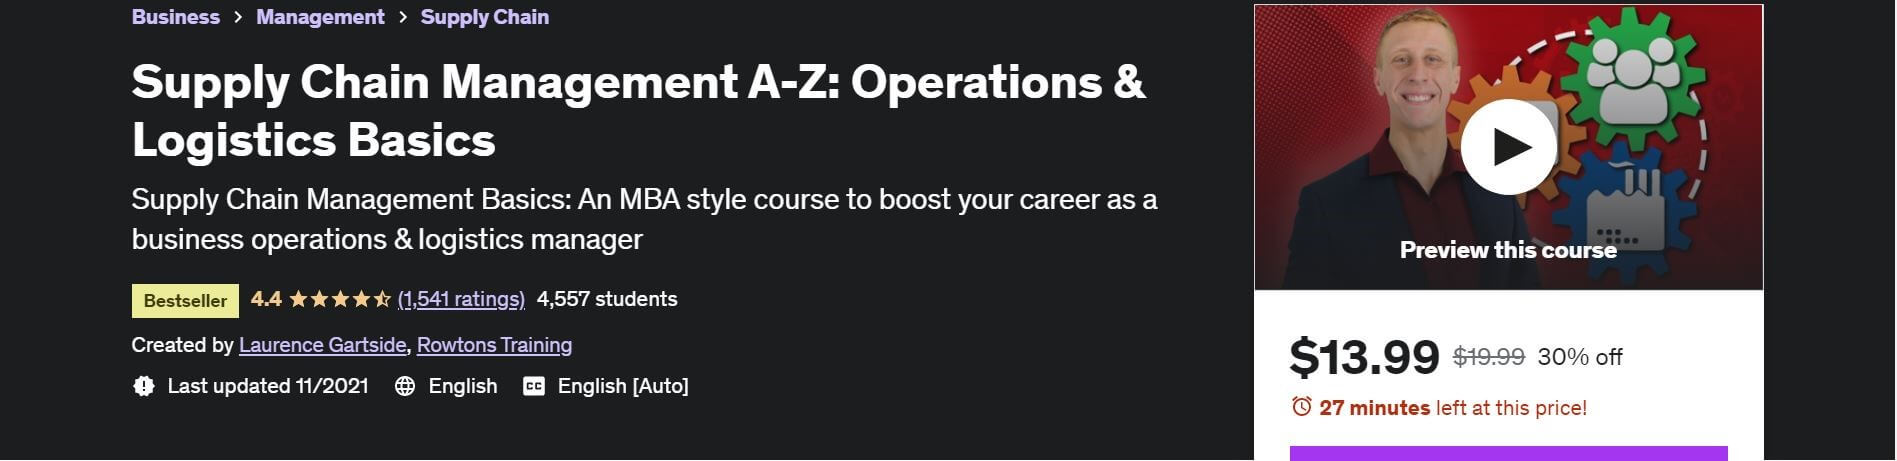 Business > Management > Supply Chain
Supply Chain Management A-Z: Operations &
Logistics Basics
Supply Chain Management Basics: An MBA style course to boost your career as a
business operations & logistics manager
Bestseller 4.4 (1,541 ratings) 4,557 students
Created by Laurence Gartside, Rowtons Training
Last updated 11/2021 English CC English [Auto]
Preview this course
$13.99 $19.99 30% off
27 minutes left at this price!